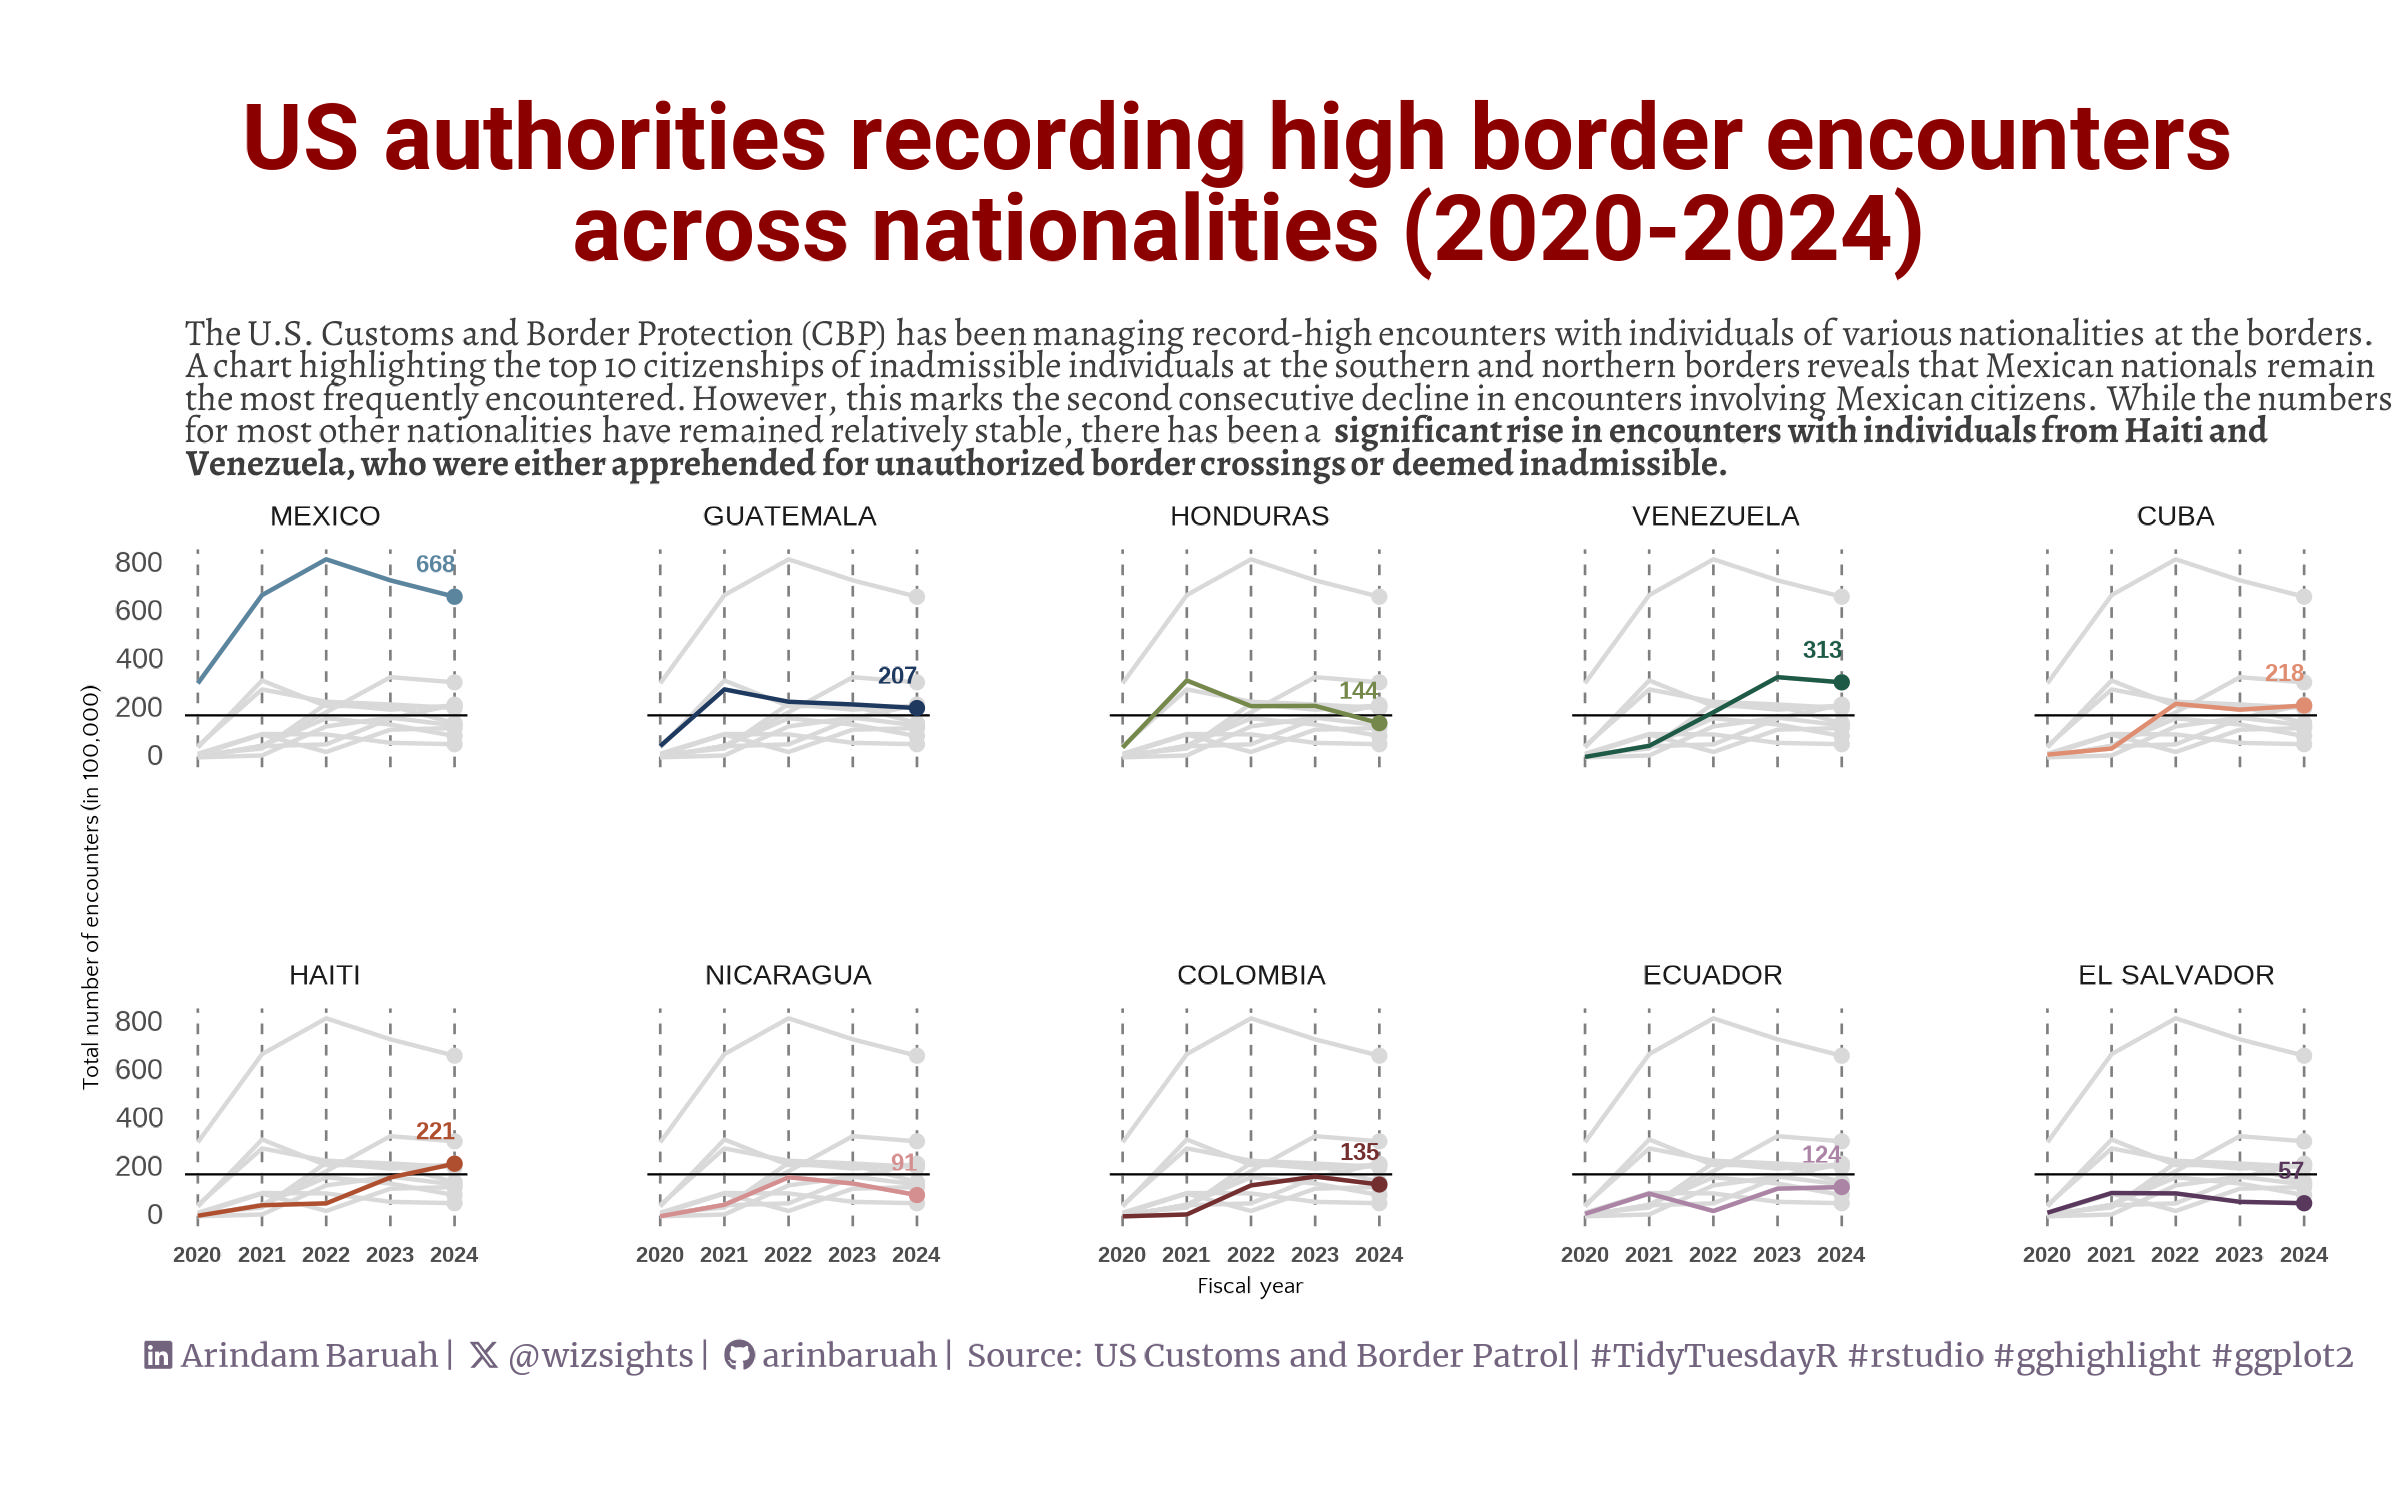 US authorities recording high border encounters
across nationalities (2020-2024)
The U.S. Customs and Border Protection (CBP) has been managing record-high encounters with individuals of various nationalities at the borders.
A chart highlighting the top 10 citizenships of inadmissible individuals at the southern and northern borders reveals that Mexican nationals remain
the most frequently encountered. However, this marks the second consecutive decline in encounters involving Mexican citizens. While the numbers
for most other nationalities have remained relatively stable, there has been a significant rise in encounters with individuals from Haiti and
Venezuela, who were either apprehended for unauthorized border crossings or deemed inadmissible.
MEXICO GUATEMALA HONDURAS VENEZUELA CUBA
800
600
400
200
0
668
207
144
313
218
Total number of encounters (in 100,000)
HAITI NICARAGUA COLOMBIA ECUADOR EL SALVADOR
800
600
400
200
0
221
91
135
124
57
2020 2021 2022 2023 2024 2020 2021 2022 2023 2024 2020 2021 2022 2023 2024 2020 2021 2022 2023 2024 2020 2021 2022 2023 2024
Fiscal year
Arindam Baruah| @wizsights| arinbaruah| Source: US Customs and Border Patrol| #TidyTuesdayR #rstudio #gghighlight #ggplot2